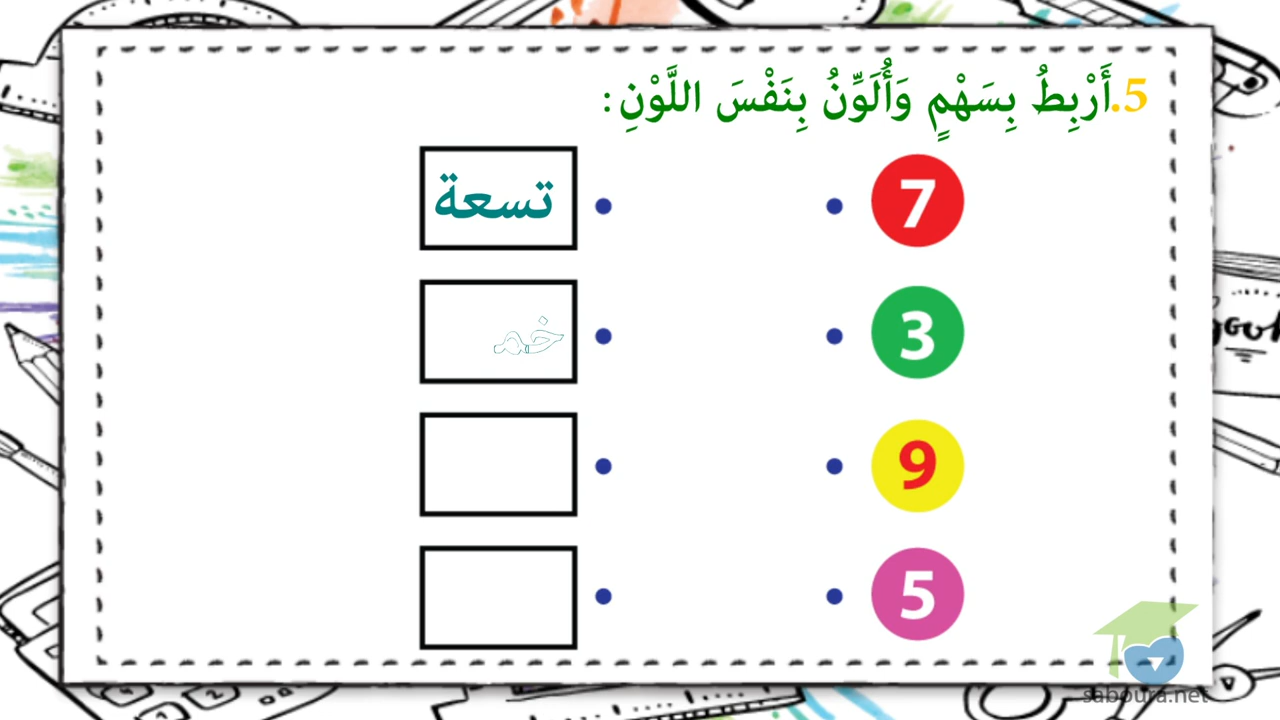 5.أَرْبِطُ بِسَهْمٍ وَأُلَوِّنُ بِنَفْسَ اللَّوْنِ:
7 تسعة
3 خمـ
9
5
saboura.net